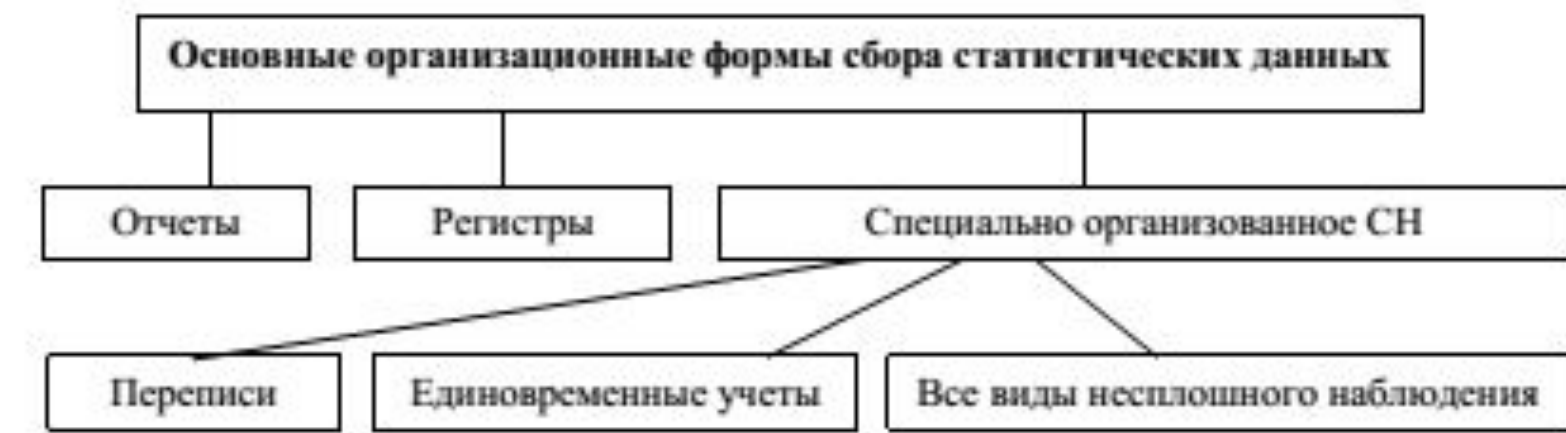 Основные организационные формы сбора статистических данных
Отчеты
Регистры
Специально организованное СН
Переписи
Единовременные учеты
Все виды несплошного наблюдения